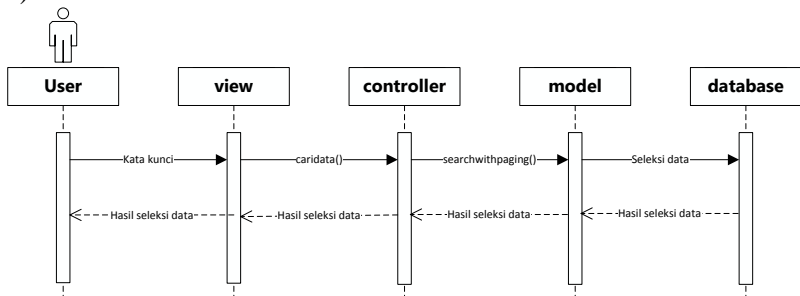 )
User view controller model database
Kata kunci caridata() searchwithpaging() Seleksi data
Hasil seleksi data Hasil seleksi data Hasil seleksi data Hasil seleksi data